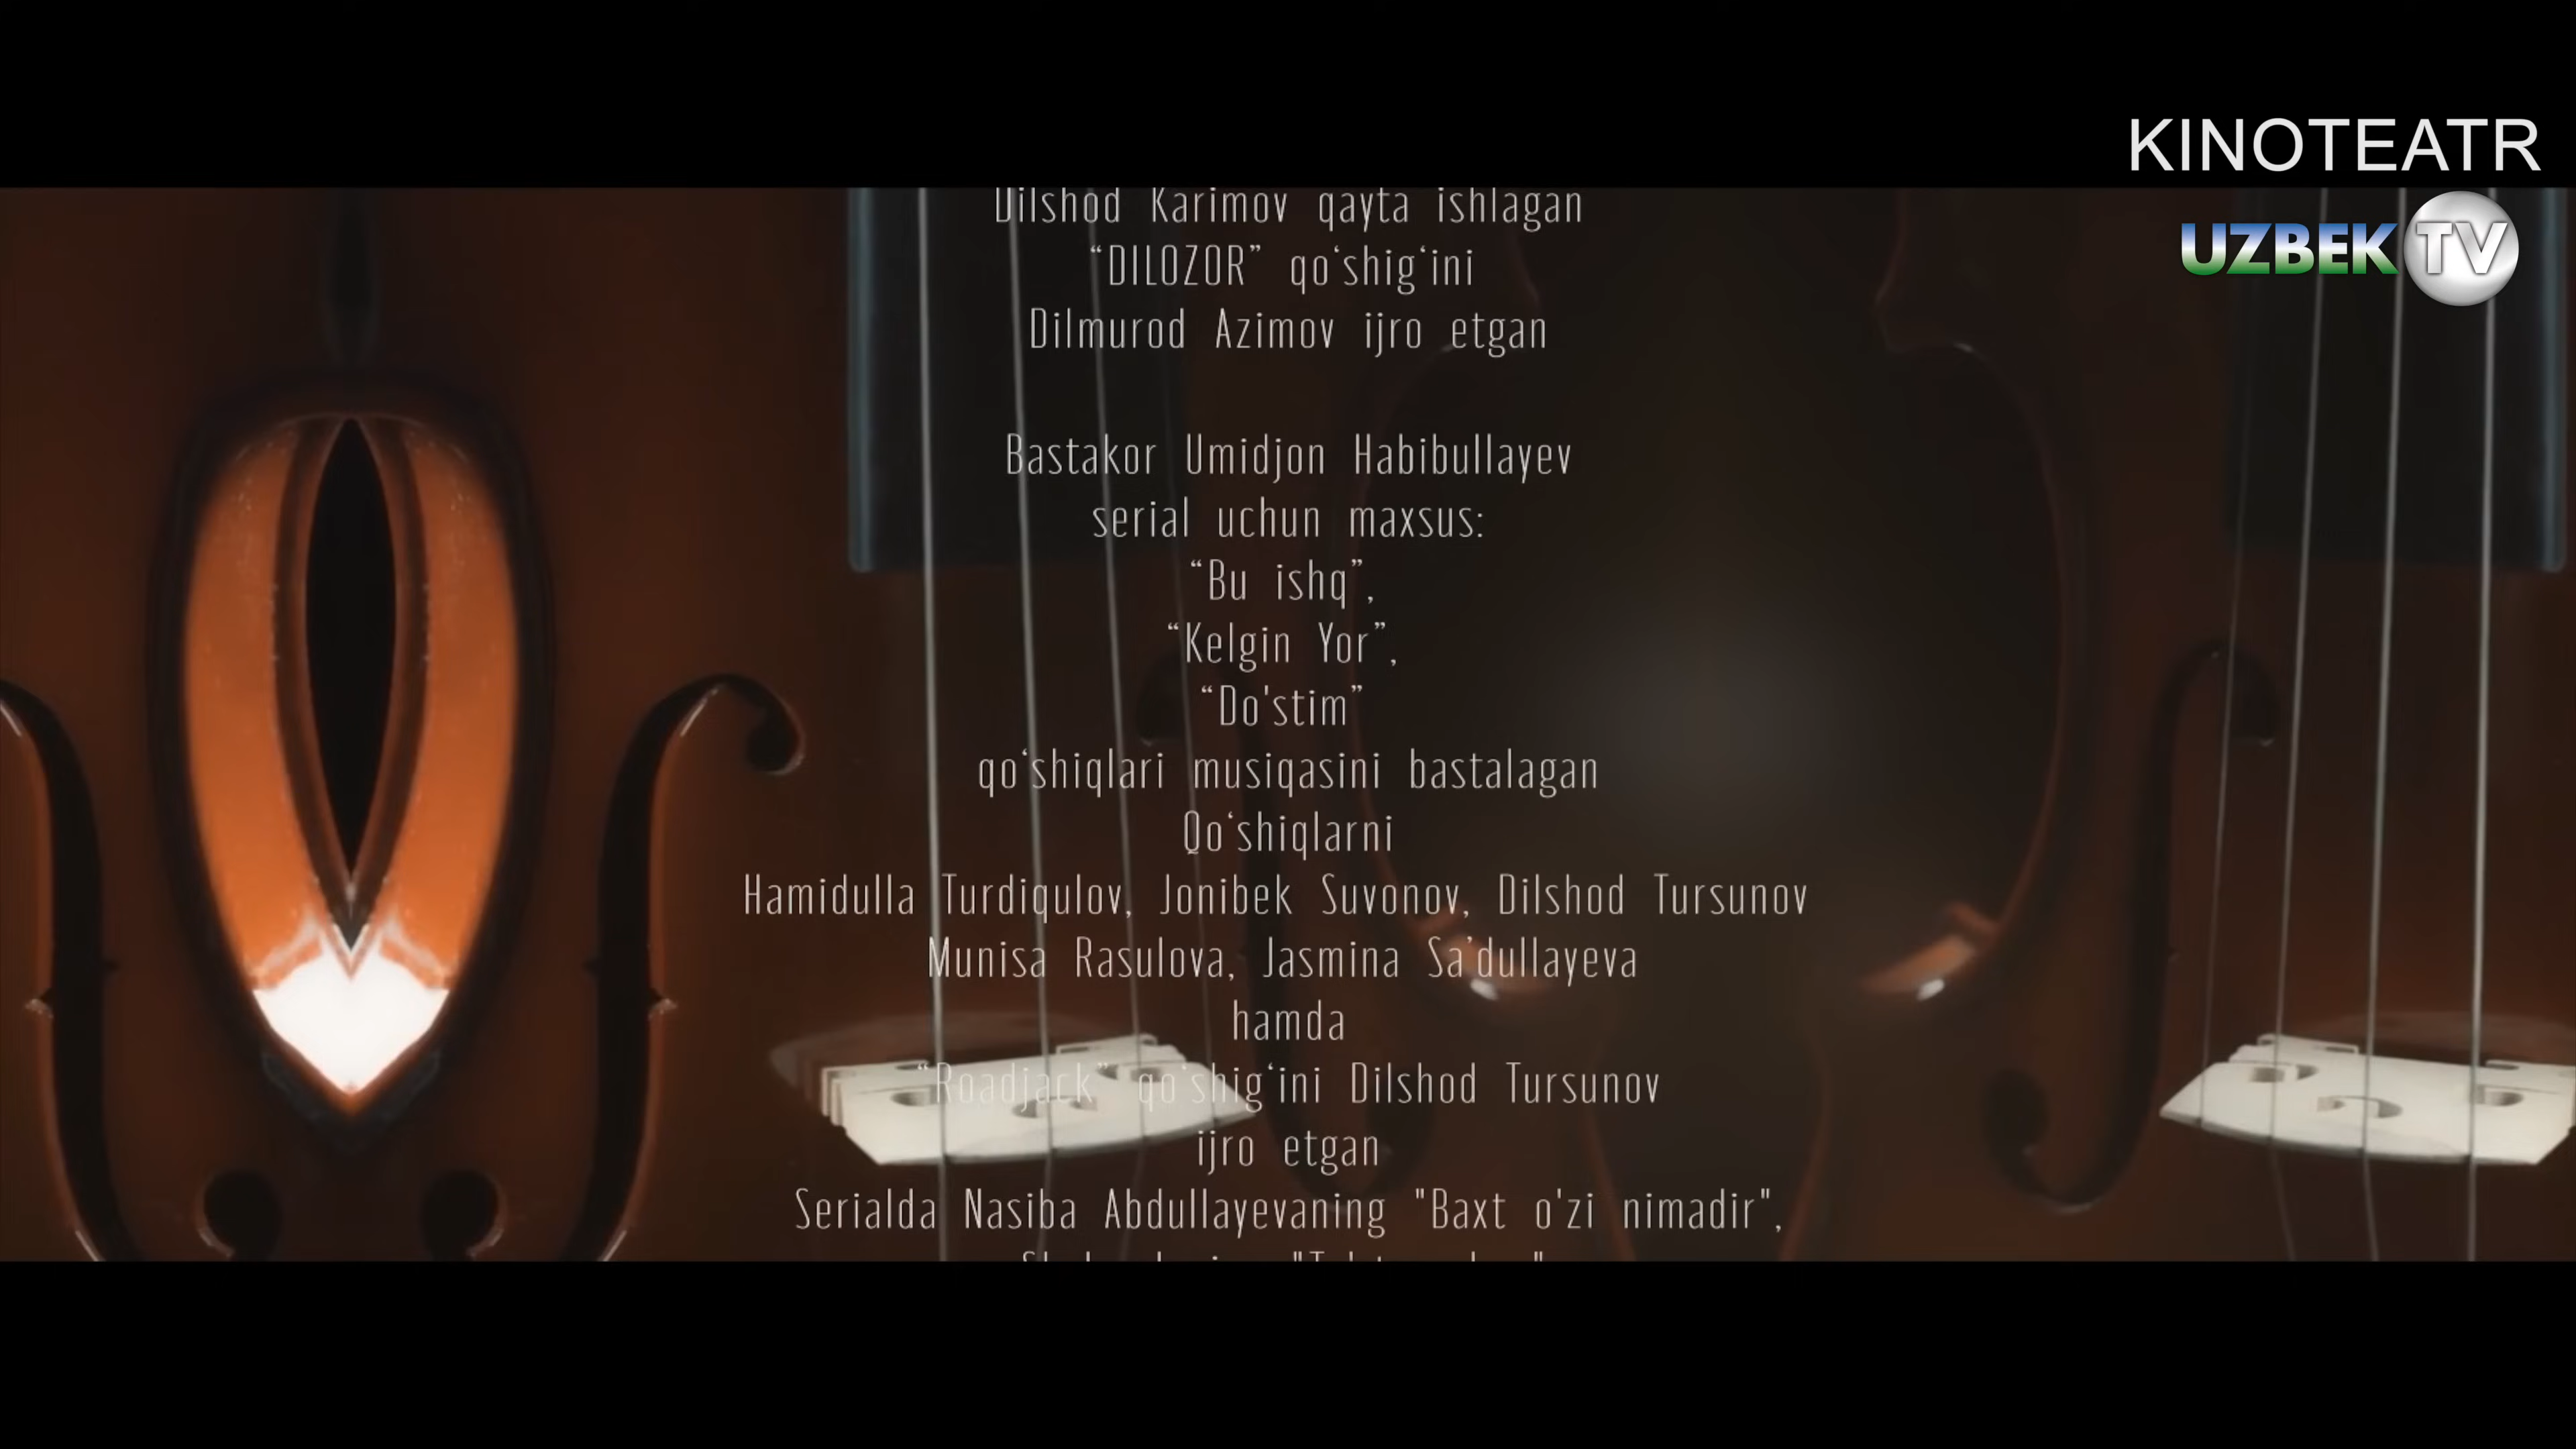 KINOTEATR
UZBEK TV
Dilshod Karimov qayta ishlagan
“DILOZOR” qo‘shig‘ini
Dilmurod Azimov ijro etgan
Bastakor Umidjon Habibullayev
serial uchun maxsus:
“Bu ishq”,
“Kelgin Yor”,
“Do'stim”
qo‘shiqlari musiqasini bastalagan
Qo‘shiqlarni
Hamidulla Turdiqulov, Jonibek Suvonov, Dilshod Tursunov
Munisa Rasulova, Jasmina Sa’dullayeva
hamda
“Roadjack” qo‘shig‘ini Dilshod Tursunov
ijro etgan
Serialda Nasiba Abdullayevaning "Baxt o'zi nimadir",